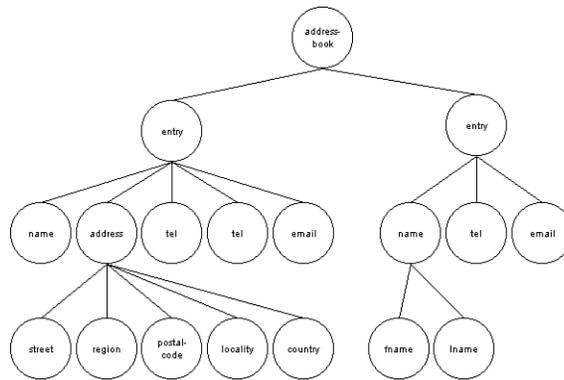 address-
book
entry
entry
name
address
tel
tel
email
name
tel
email
street
region
postal-
code
locality
country
fname
lname